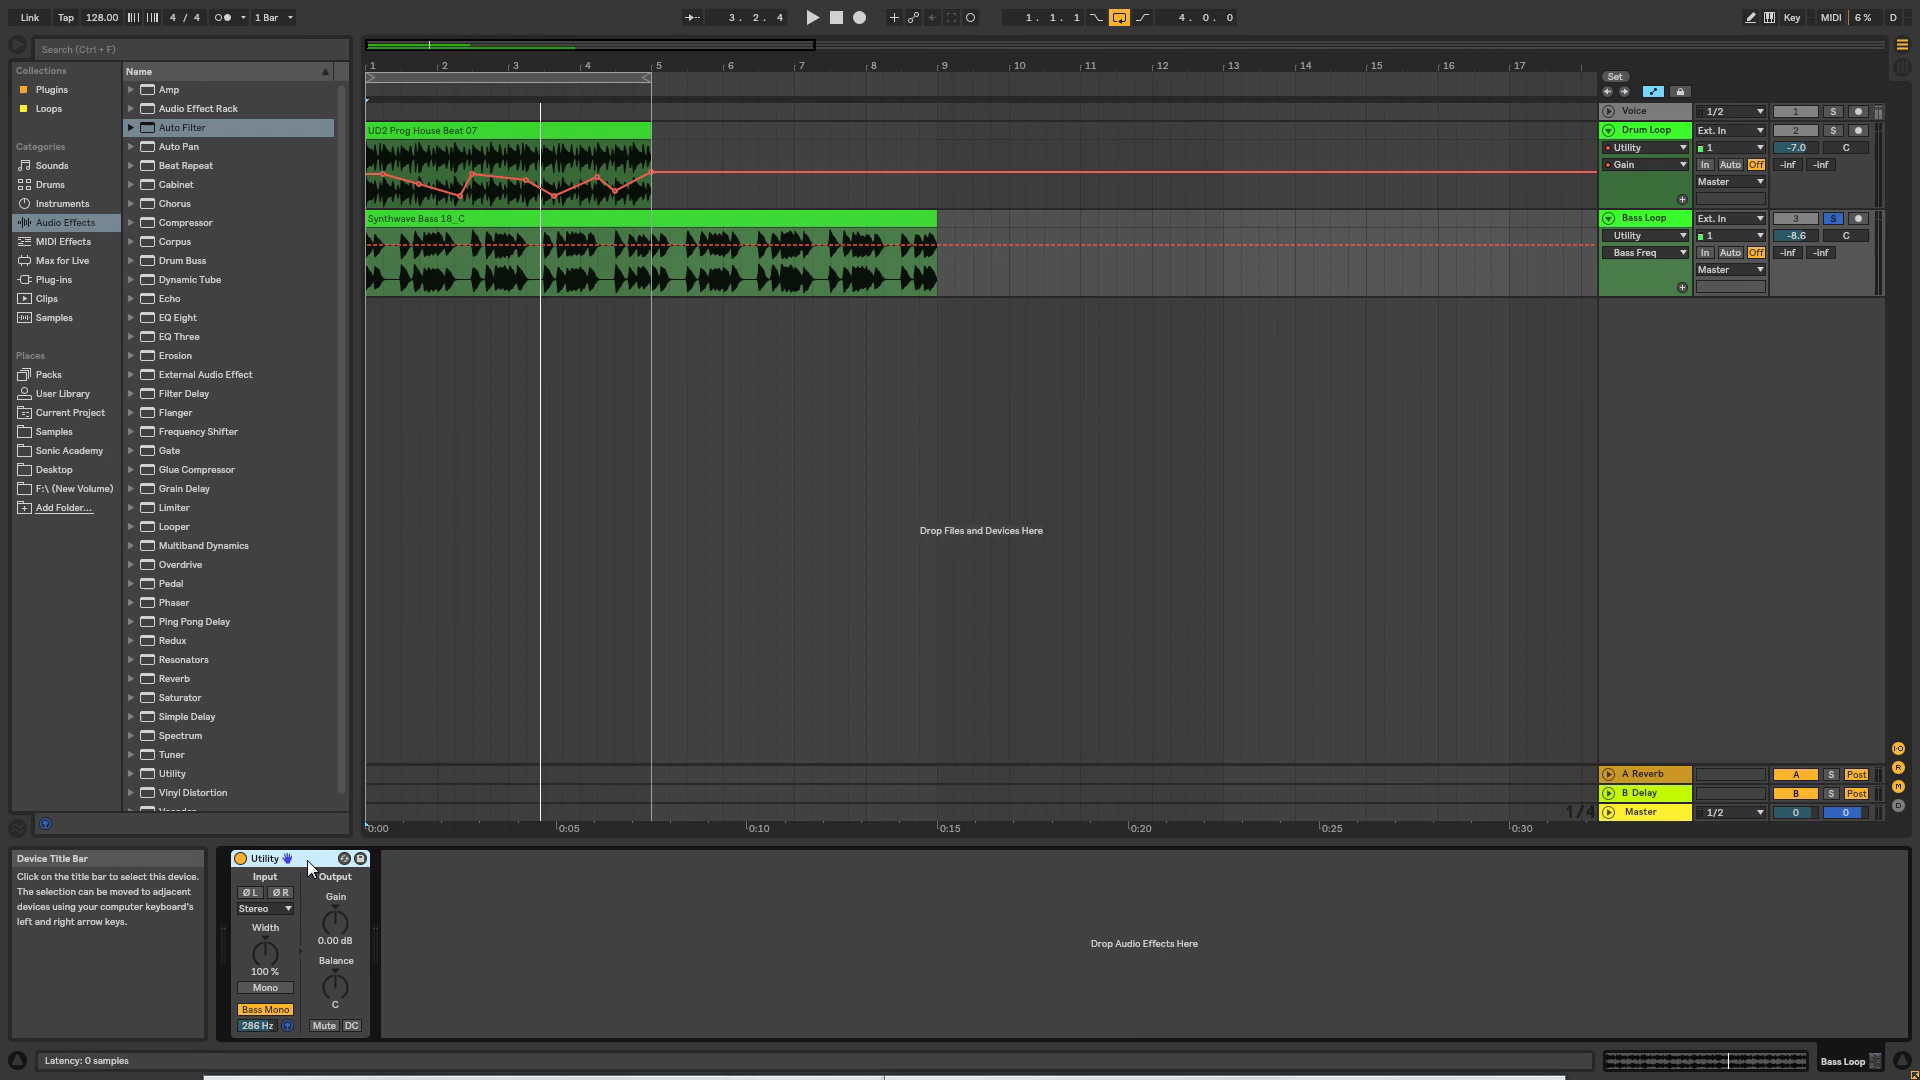 Link Tap 128.00 4 / 4 1 Bar 3. 2. 4 1. 1. 1 4. 0. 0 Key MIDI 6 % D
Search (Ctrl + F)
Collections
Plugins
Loops
Categories
Sounds
Drums
Instruments
Audio Effects
MIDI Effects
Max for Live
Plug-ins
Clips
Samples
Places
Packs
User Library
Current Project
Samples
Sonic Academy
Desktop
F:\ (New Volume)
Add Folder...
Name
Amp
Audio Effect Rack
Auto Filter
Auto Pan
Beat Repeat
Cabinet
Chorus
Compressor
Corpus
Drum Buss
Dynamic Tube
Echo
EQ Eight
EQ Three
Erosion
External Audio Effect
Filter Delay
Flanger
Frequency Shifter
Gate
Glue Compressor
Grain Delay
Limiter
Looper
Multiband Dynamics
Overdrive
Pedal
Phaser
Ping Pong Delay
Redux
Resonators
Reverb
Saturator
Simple Delay
Spectrum
Tuner
Utility
Vinyl Distortion
1 2 3 4 5 6 7 8 9 10 11 12 13 14 15 16 17
Set
Voice 1/2 1 S
UD2 Prog House Beat 07
Drum Loop Ext. In 2 S
Utility 1 -7.0 C
Gain In Auto Off -inf -inf
Master
Synthwave Bass 18_C
Bass Loop Ext. In 3 S
Utility 1 -8.6 C
Bass Freq In Auto Off -inf -inf
Master
Drop Files and Devices Here
A Reverb A S Post
B Delay B S Post
1/4 Master 1/2 0 0
0:00 0:05 0:10 0:15 0:20 0:25 0:30
I·O
R
M
D
Device Title Bar
Click on the title bar to select this device.
The selection can be moved to adjacent
devices using your computer keyboard's
left and right arrow keys.
Utility
Input Output
Ø L Ø R Gain
Stereo
Width 0.00 dB
Balance
100 %
Mono C
Bass Mono
286 Hz Mute DC
Drop Audio Effects Here
Latency: 0 samples
Bass Loop